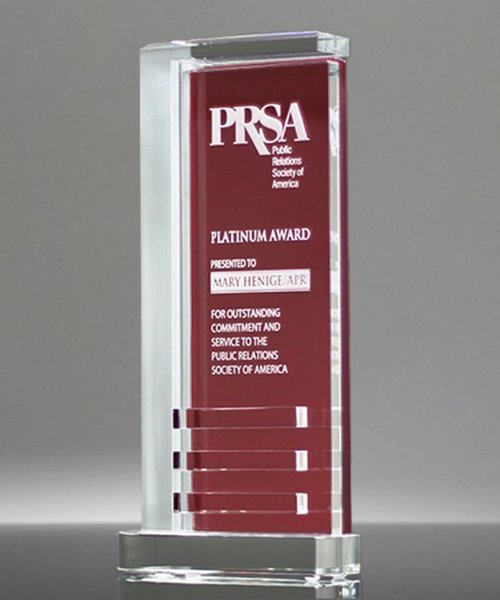 PRSA
Public
Relations
Society of
America
PLATINUM AWARD
PRESENTED TO
MARY HENIGE, APR
FOR OUTSTANDING
COMMITMENT AND
SERVICE TO THE
PUBLIC RELATIONS
SOCIETY OF AMERICA